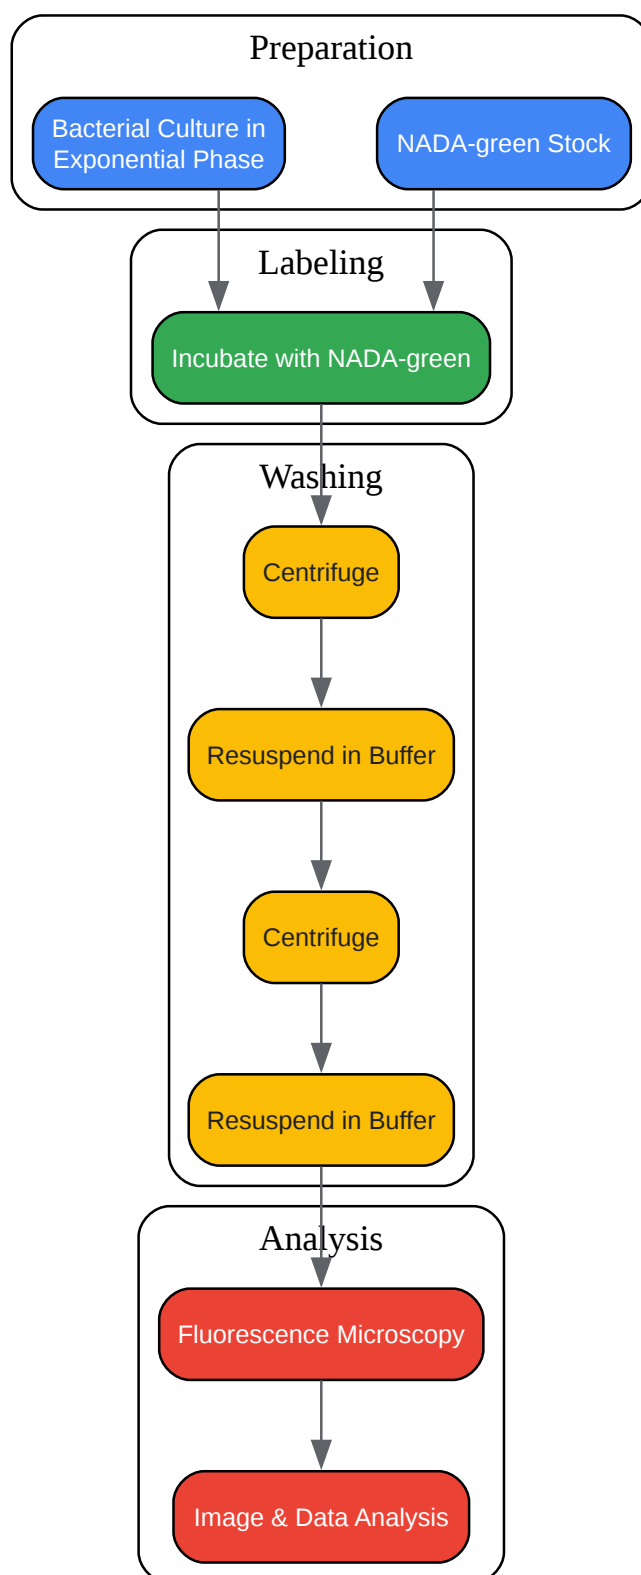 Preparation
Bacterial Culture in
Exponential Phase
NADA-green Stock
Labeling
Incubate with NADA-green
Washing
Centrifuge
Resuspend in Buffer
Centrifuge
Resuspend in Buffer
Analysis
Fluorescence Microscopy
Image & Data Analysis